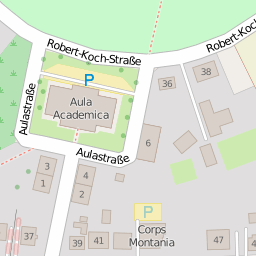 Robert-Koch-Straße
Robert-Koc
P
38
36
Aulastraße
Aula
Academica
6
Aulastraße
3
1
4
2
P
Corps
Montania
37
39
41
47